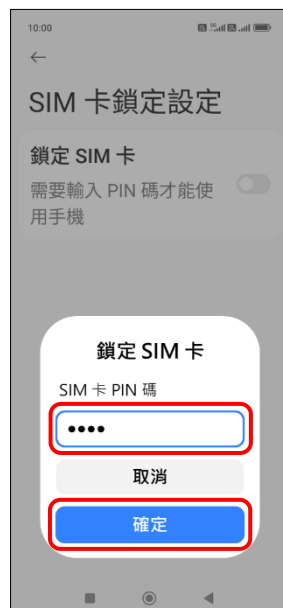 10:00
SIM 卡鎖定設定
鎖定 SIM 卡
需要輸入 PIN 碼才能使
用手機
鎖定 SIM 卡
SIM 卡 PIN 碼
••••
取消
確定